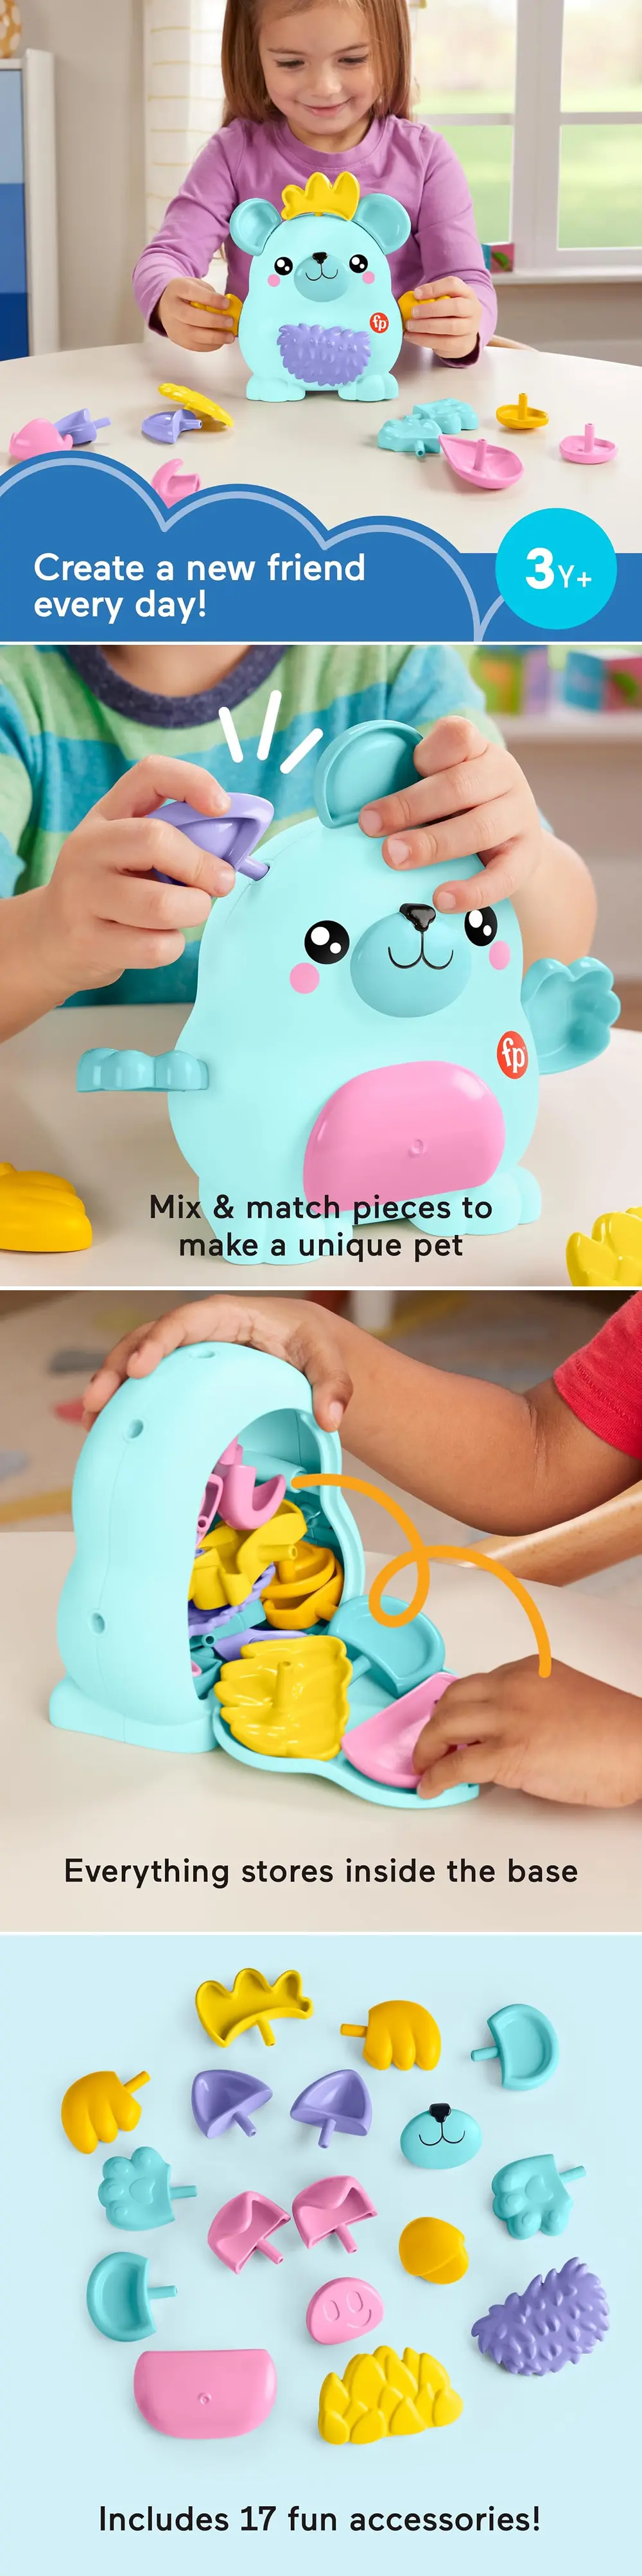 fp
Create a new friend
every day!
3Y+
fp
Mix & match pieces to
make a unique pet
Everything stores inside the base
Includes 17 fun accessories!